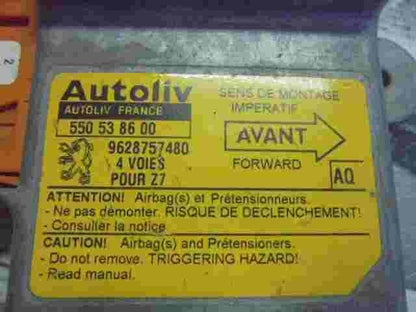 Autoliv
AUTOLIV FRANCE
550 53 86 00
9628757480
4 VOIES
POUR Z7
SENS DE MONTAGE
IMPERATIF
AVANT
FORWARD
AQ
ATTENTION! Airbag(s) et Prétensionneurs.
- Ne pas démonter. RISQUE DE DECLENCHEMENT!
- Consulter la notice
CAUTION! Airbag(s) and Prétensioners.
- Do not remove. TRIGGERING HAZARD!
- Read manual.
2